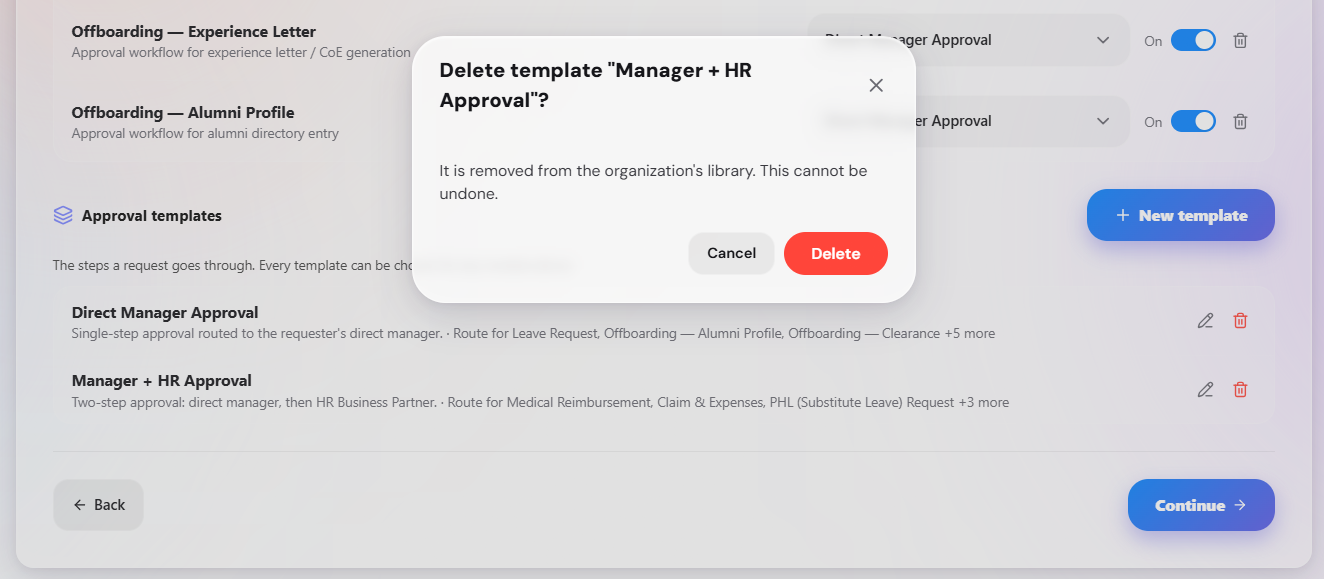 Offboarding — Experience Letter
Approval workflow for experience letter / CoE generation
Manager Approval
On
Delete template "Manager + HR
Approval"?
Offboarding — Alumni Profile
Approval workflow for alumni directory entry
Approval
On
It is removed from the organization's library. This cannot be
undone.
Cancel
Delete
Approval templates
+ New template
The steps a request goes through. Every template can be
Direct Manager Approval
Single-step approval routed to the requester's direct manager. · Route for Leave Request, Offboarding — Alumni Profile, Offboarding — Clearance +5 more
Manager + HR Approval
Two-step approval: direct manager, then HR Business Partner. · Route for Medical Reimbursement, Claim & Expenses, PHL (Substitute Leave) Request +3 more
← Back
Continue →